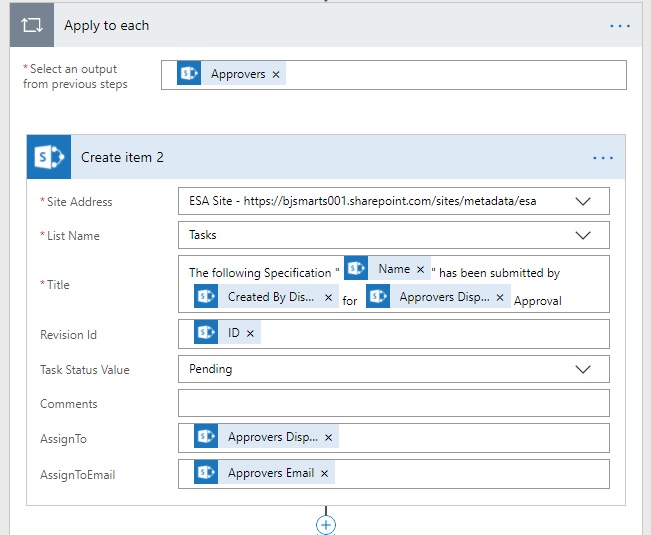 Apply to each
...
* Select an output
from previous steps
Approvers ×
Create item 2
...
* Site Address
ESA Site - https://bjsmarts001.sharepoint.com/sites/metadata/esa
* List Name
Tasks
* Title
The following Specification " Name × " has been submitted by
Created By Dis... × for Approvers Disp... × Approval
Revision Id
ID ×
Task Status Value
Pending
Comments
AssignTo
Approvers Disp... ×
AssignToEmail
Approvers Email ×